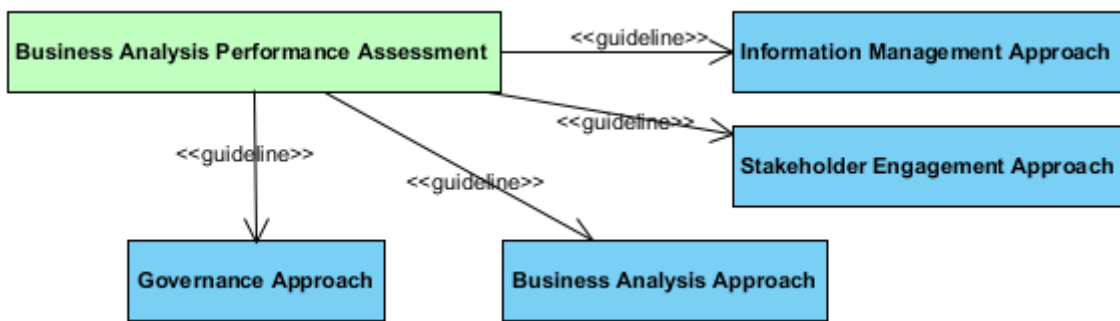 <<guideline>>
Business Analysis Performance Assessment
Information Management Approach
<<guideline>>
<<guideline>>
Stakeholder Engagement Approach
<<guideline>>
Governance Approach
Business Analysis Approach